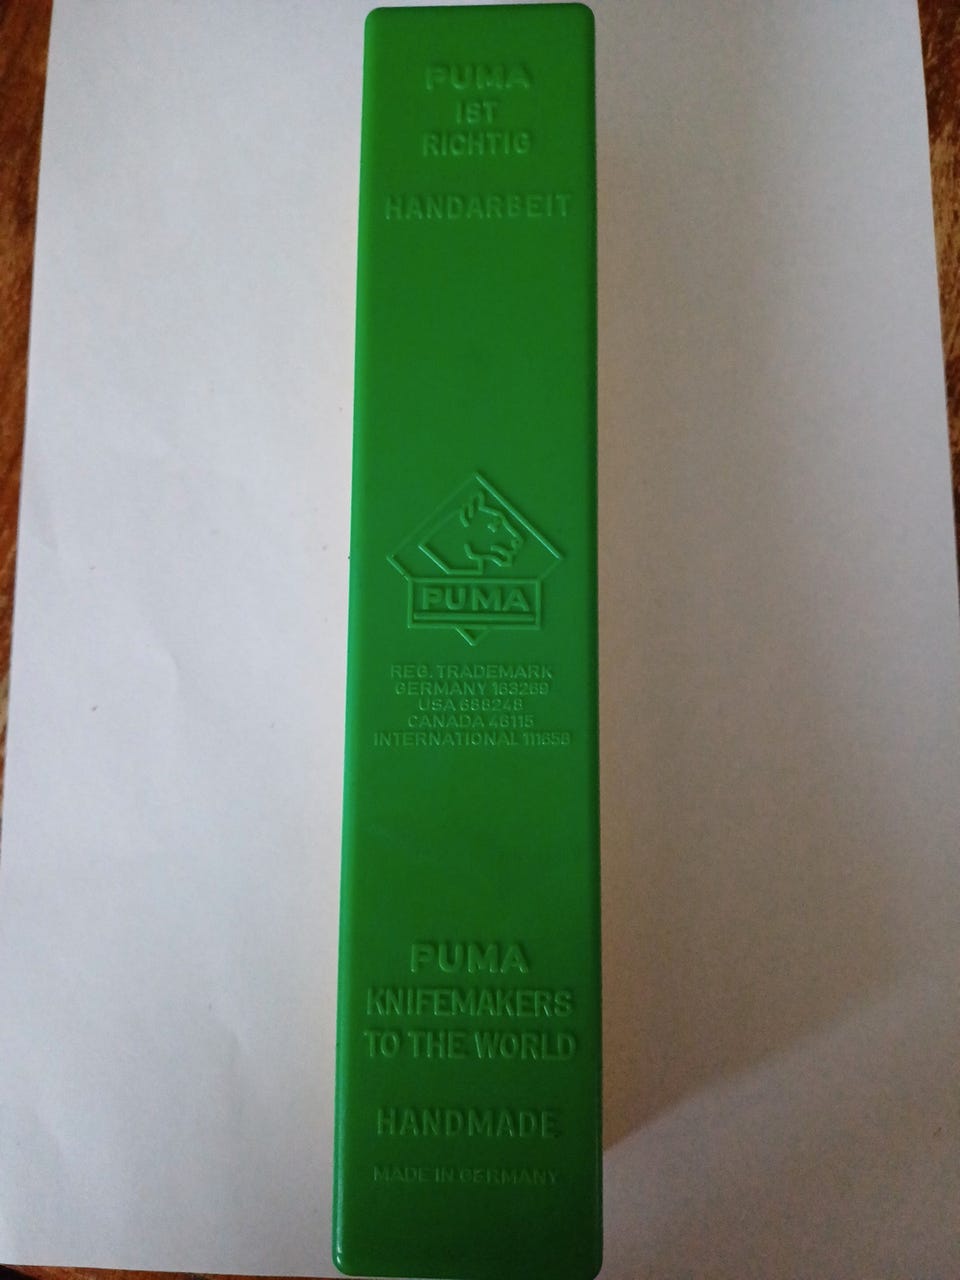 PUMA
IST
RICHTIG
HANDARBEIT
PUMA
REG. TRADEMARK
GERMANY 163269
USA 688248
CANADA 46115
INTERNATIONAL 111658
PUMA
KNIFEMAKERS
TO THE WORLD
HANDMADE
MADE IN GERMANY